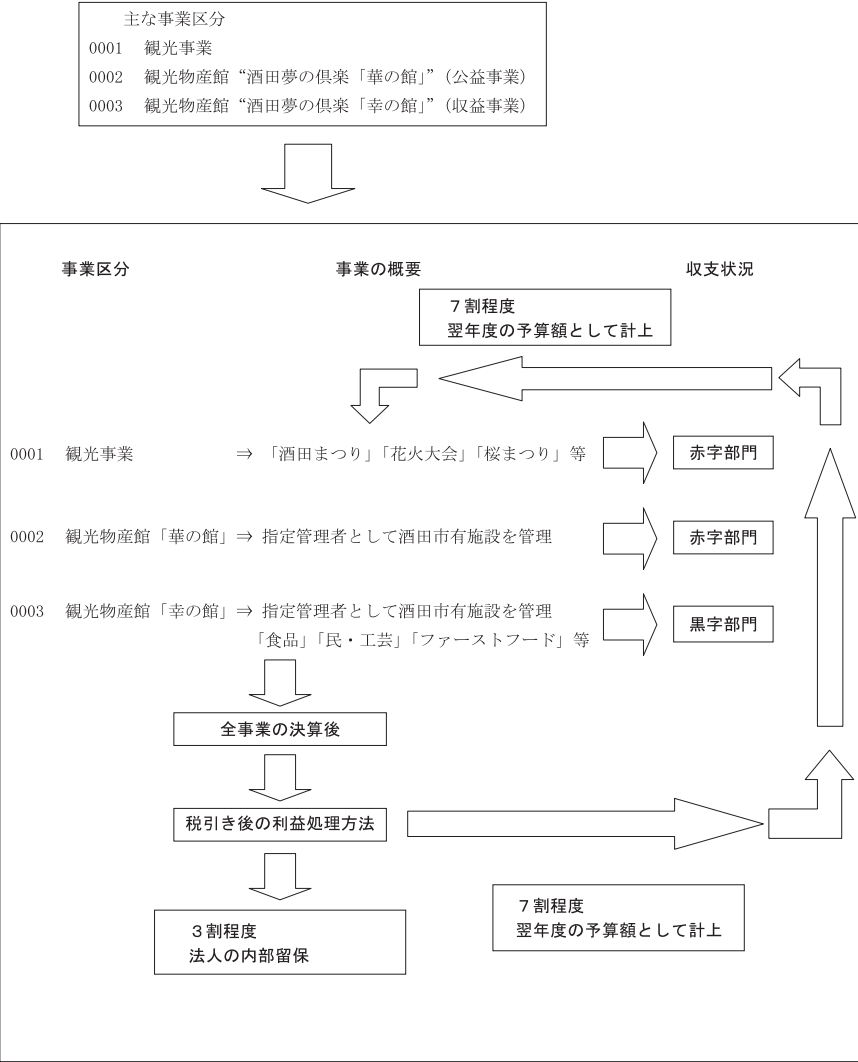 主な事業区分
0001　観光事業
0002　観光物産館“酒田夢の倶楽「華の館」”（公益事業）
0003　観光物産館“酒田夢の倶楽「幸の館」”（収益事業）
事業区分　事業の概要　収支状況
７割程度
翌年度の予算額として計上
0001　観光事業　⇒　「酒田まつり」「花火大会」「桜まつり」等　赤字部門
0002　観光物産館「華の館」⇒ 指定管理者として酒田市有施設を管理　赤字部門
0003　観光物産館「幸の館」⇒ 指定管理者として酒田市有施設を管理　黒字部門
「食品」「民・工芸」「ファーストフード」等
全事業の決算後
税引き後の利益処理方法
７割程度
翌年度の予算額として計上
３割程度
法人の内部留保